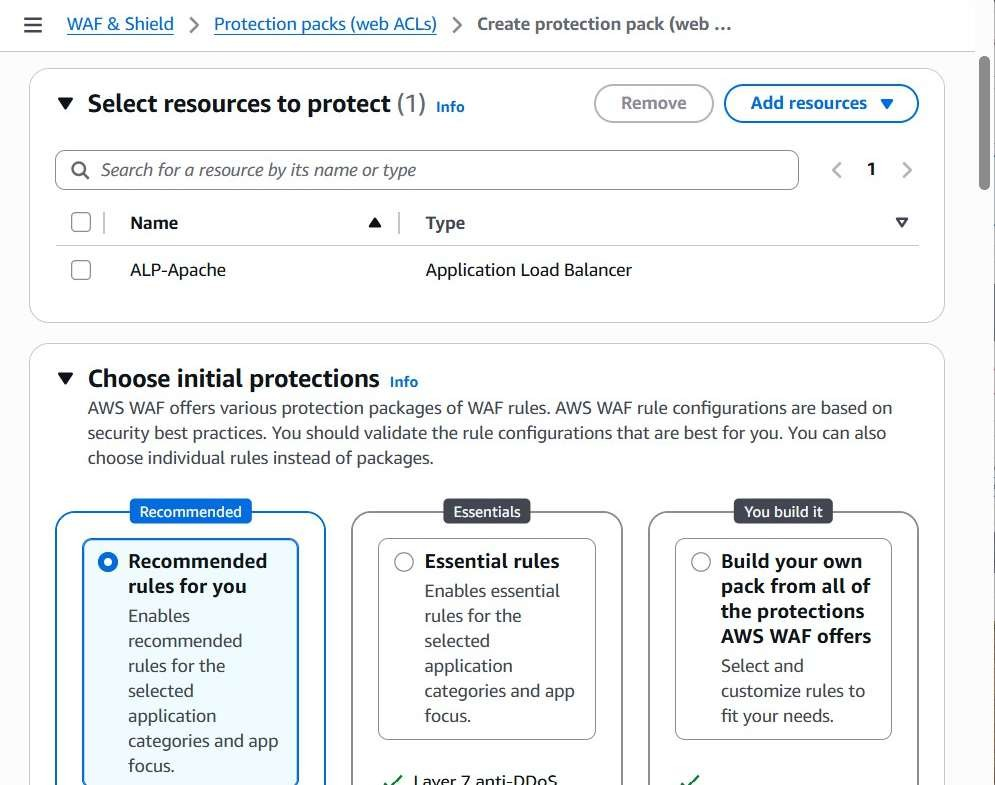 WAF & Shield > Protection packs (web ACLs) > Create protection pack (web ...
Select resources to protect (1) Info
Remove
Add resources
Search for a resource by its name or type
1
Name
Type
ALP-Apache
Application Load Balancer
Choose initial protections Info
AWS WAF offers various protection packages of WAF rules. AWS WAF rule configurations are based on
security best practices. You should validate the rule configurations that are best for you. You can also
choose individual rules instead of packages.
Recommended
Recommended
rules for you
Enables
recommended
rules for the
selected
application
categories and app
focus.
Essentials
Essential rules
Enables essential
rules for the
selected
application
categories and app
focus.
Layer 7 anti-DDoS
You build it
Build your own
pack from all of
the protections
AWS WAF offers
Select and
customize rules to
fit your needs.